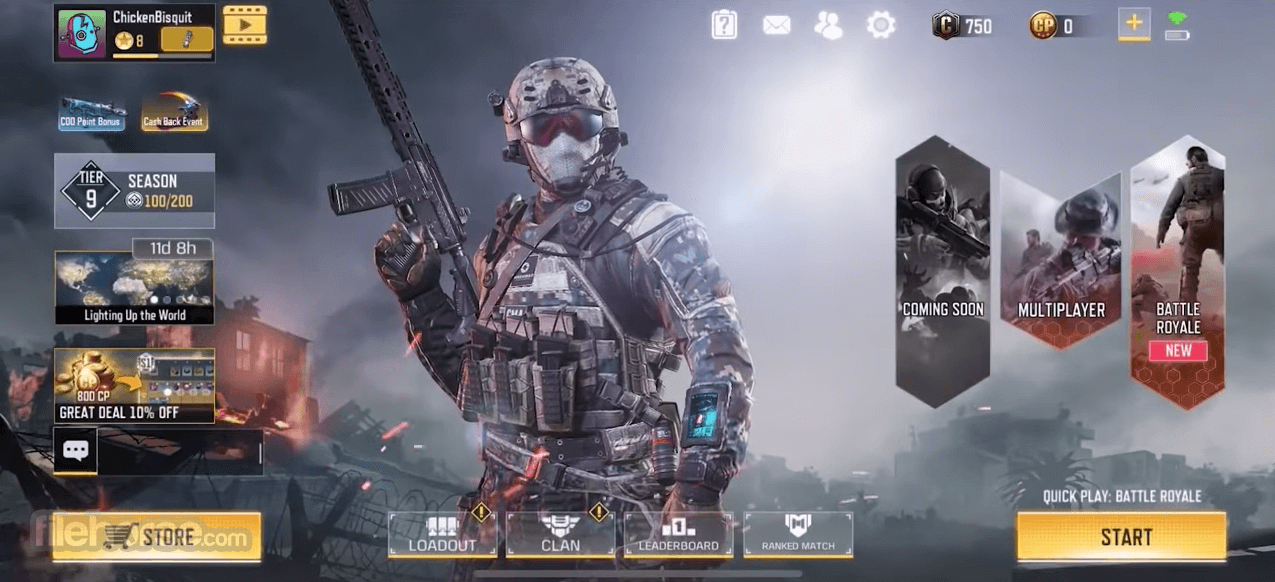 ChickenBisquit
8
750
CP 0
COD Point Bonus
Cash Back Event
TIER
9
SEASON
100/200
11d 8h
Lighting Up the World
800 CP
S1
GREAT DEAL 10% OFF
COMING SOON
MULTIPLAYER
BATTLE
ROYALE
NEW
QUICK PLAY: BATTLE ROYALE
START
filehorse.com
STORE
LOADOUT
CLAN
LEADERBOARD
RANKED MATCH